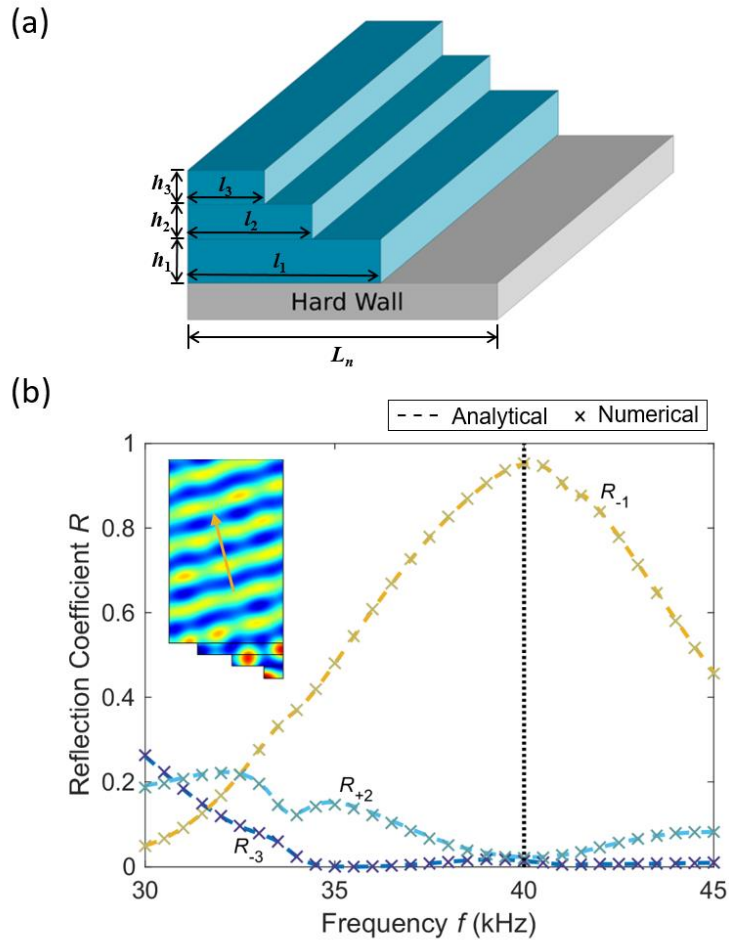 (a)
h3
l3
h2
l2
h1
l1
Hard Wall
Ln
(b)
Analytical × Numerical
1
R-1
0.8
0.6
Reflection Coefficient R
0.4
0.2
R+2
R-3
0
30 35 40 45
Frequency f (kHz)